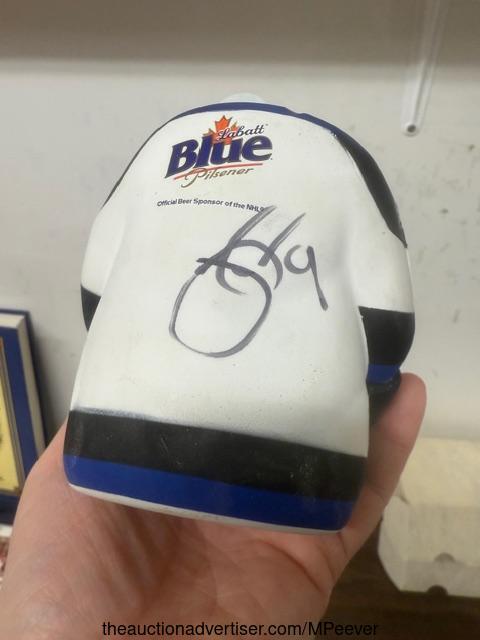 Labatt
Blue
Pilsener
Official Beer Sponsor of the NHL®
theauctionadvertiser.com/MPeever